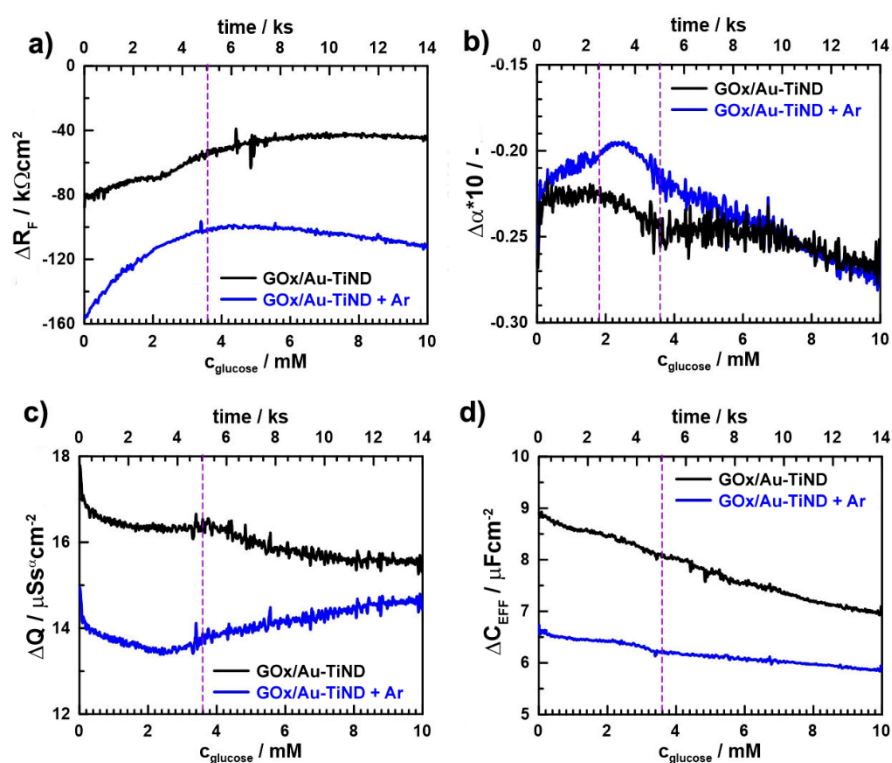 a)
time / ks
0 2 4 6 8 10 12 14
0
-40
-80
-120
-160
ΔR_F / kΩcm²
GOx/Au-TiND
GOx/Au-TiND + Ar
0 2 4 6 8 10
c_glucose / mM
b)
time / ks
0 2 4 6 8 10 12 14
-0.15
-0.20
-0.25
-0.30
Δα*10 / -
GOx/Au-TiND
GOx/Au-TiND + Ar
0 2 4 6 8 10
c_glucose / mM
c)
time / ks
0 2 4 6 8 10 12 14
18
16
14
12
ΔQ / μSs^αcm⁻²
GOx/Au-TiND
GOx/Au-TiND + Ar
0 2 4 6 8 10
c_glucose / mM
d)
time / ks
0 2 4 6 8 10 12 14
10
9
8
7
6
5
ΔC_EFF / μFcm⁻²
GOx/Au-TiND
GOx/Au-TiND + Ar
0 2 4 6 8 10
c_glucose / mM